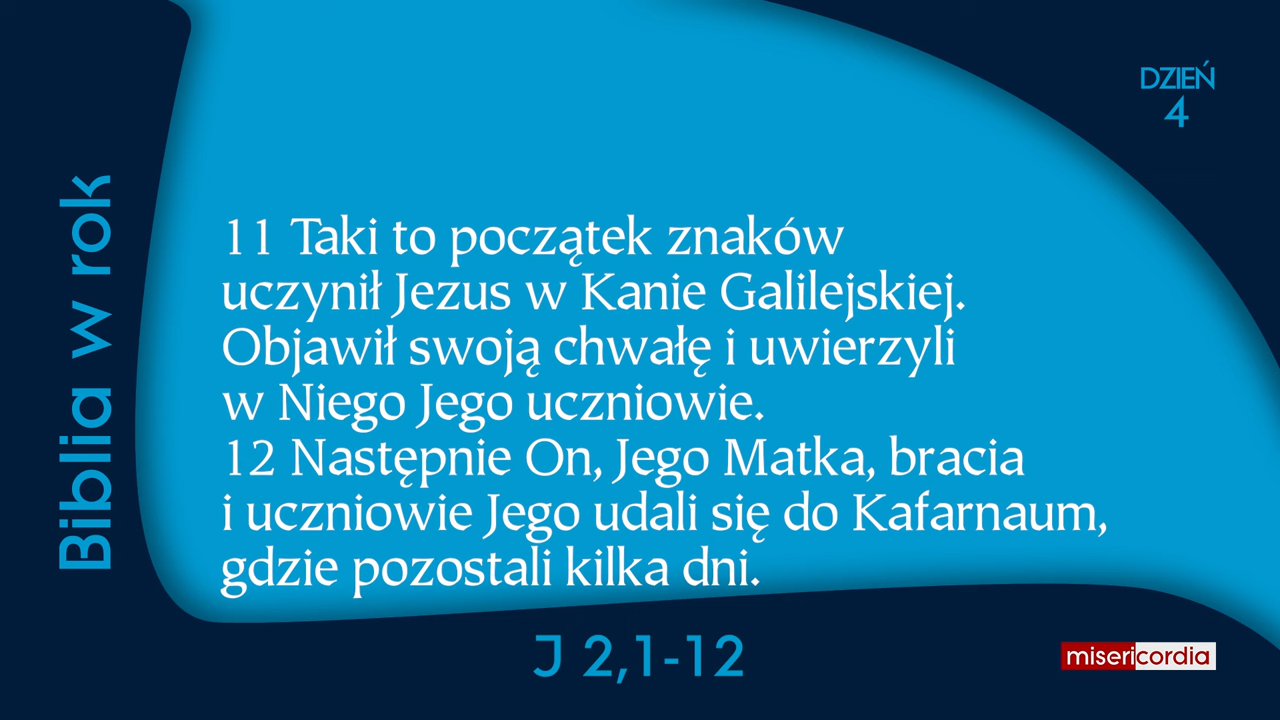 DZIEŃ
4
Biblia w rok
11 Taki to początek znaków
uczynił Jezus w Kanie Galilejskiej.
Objawił swoją chwałę i uwierzyli
w Niego Jego uczniowie.
12 Następnie On, Jego Matka, bracia
i uczniowie Jego udali się do Kafarnaum,
gdzie pozostali kilka dni.
J 2,1-12
misericordia